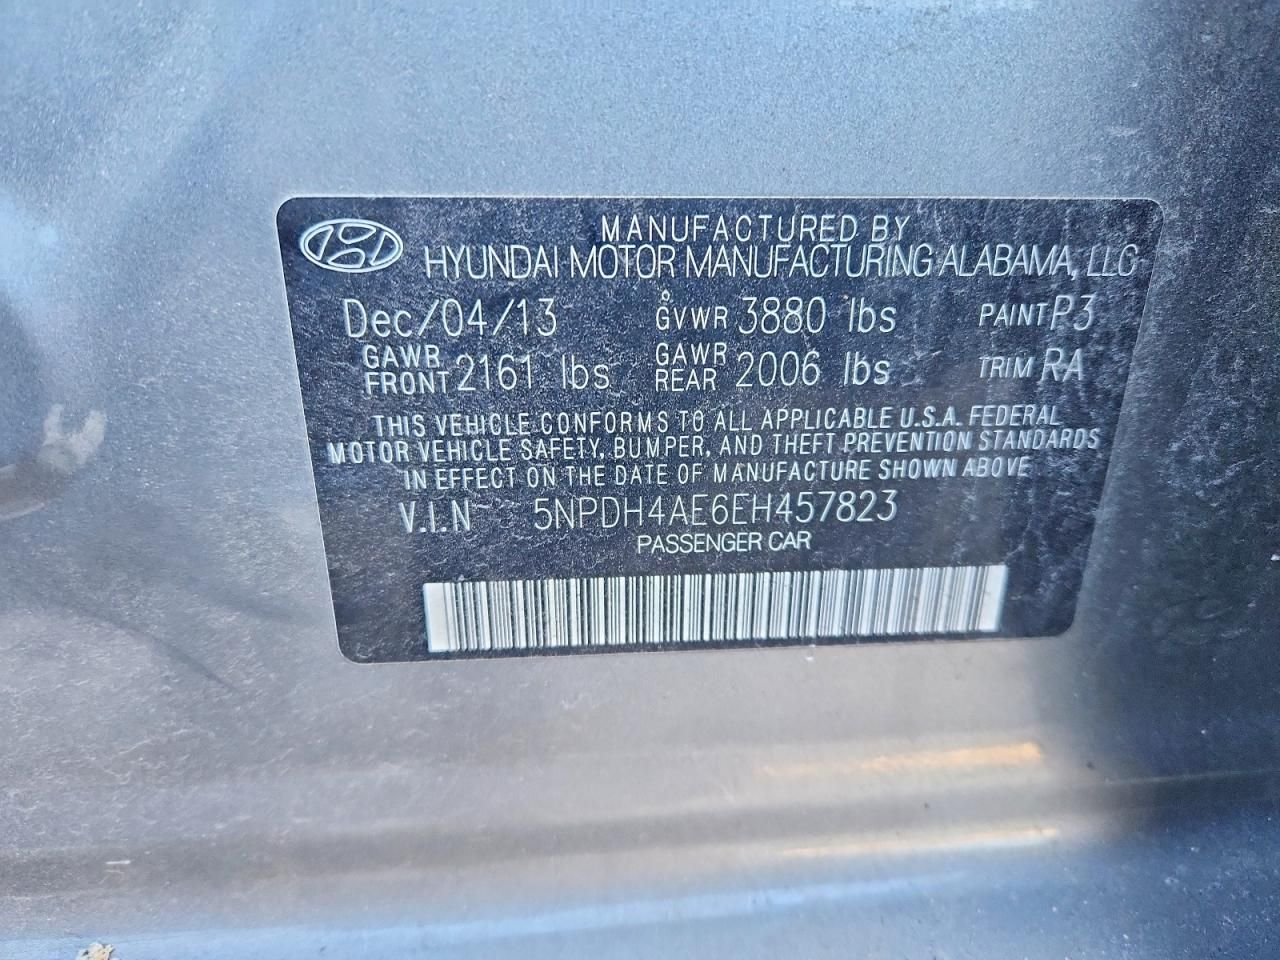 MANUFACTURED BY
HYUNDAI MOTOR MANUFACTURING ALABAMA, LLC
Dec/04/13 GVWR 3880 lbs PAINT P3
GAWR FRONT 2161 lbs GAWR REAR 2006 lbs TRIM RA
THIS VEHICLE CONFORMS TO ALL APPLICABLE U.S.A. FEDERAL
MOTOR VEHICLE SAFETY, BUMPER, AND THEFT PREVENTION STANDARDS
IN EFFECT ON THE DATE OF MANUFACTURE SHOWN ABOVE
V.I.N 5NPDH4AE6EH457823
PASSENGER CAR